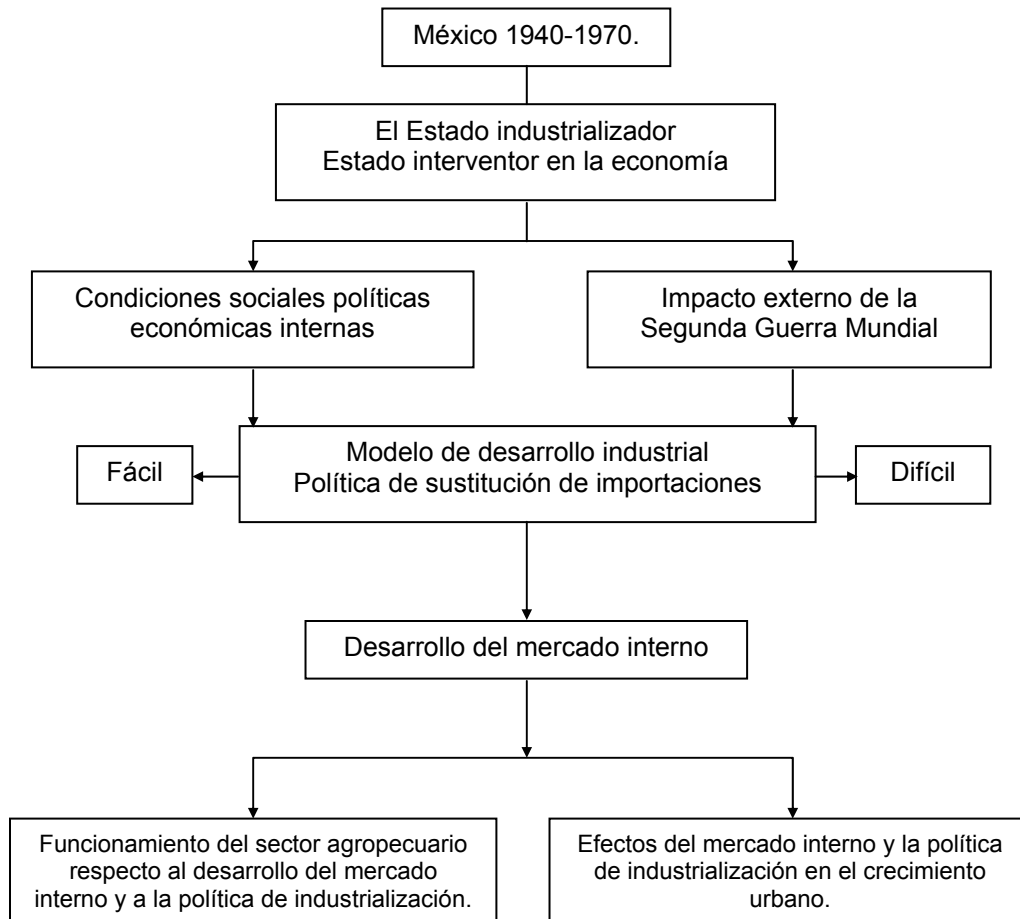 México 1940-1970.
El Estado industrializador
Estado interventor en la economía
Condiciones sociales políticas
económicas internas
Impacto externo de la
Segunda Guerra Mundial
Fácil
Modelo de desarrollo industrial
Política de sustitución de importaciones
Difícil
Desarrollo del mercado interno
Funcionamiento del sector agropecuario
respecto al desarrollo del mercado
interno y a la política de industrialización.
Efectos del mercado interno y la política
de industrialización en el crecimiento
urbano.